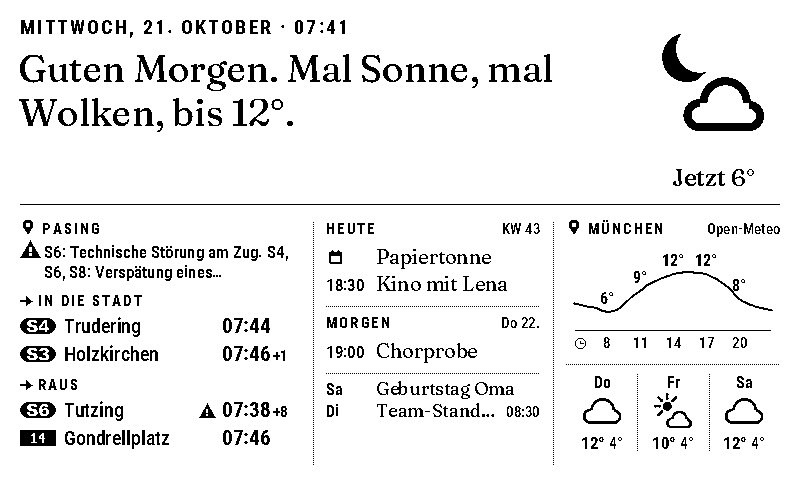 MITTWOCH, 21. OKTOBER · 07:41
Guten Morgen. Mal Sonne, mal
Wolken, bis 12°.
Jetzt 6°
PASING
S6: Technische Störung am Zug. S4,
S6, S8: Verspätung eines…
→ IN DIE STADT
S4 Trudering 07:44
S3 Holzkirchen 07:46 +1
→ RAUS
S6 Tutzing 07:38 +8
14 Gondrellplatz 07:46
HEUTE KW 43
Papiertonne
18:30 Kino mit Lena
MORGEN Do 22.
19:00 Chorprobe
Sa Geburtstag Oma
Di Team-Stand… 08:30
MÜNCHEN Open-Meteo
6° 9° 12° 12° 8°
8 11 14 17 20
Do Fr Sa
12° 4° 10° 4° 12° 4°